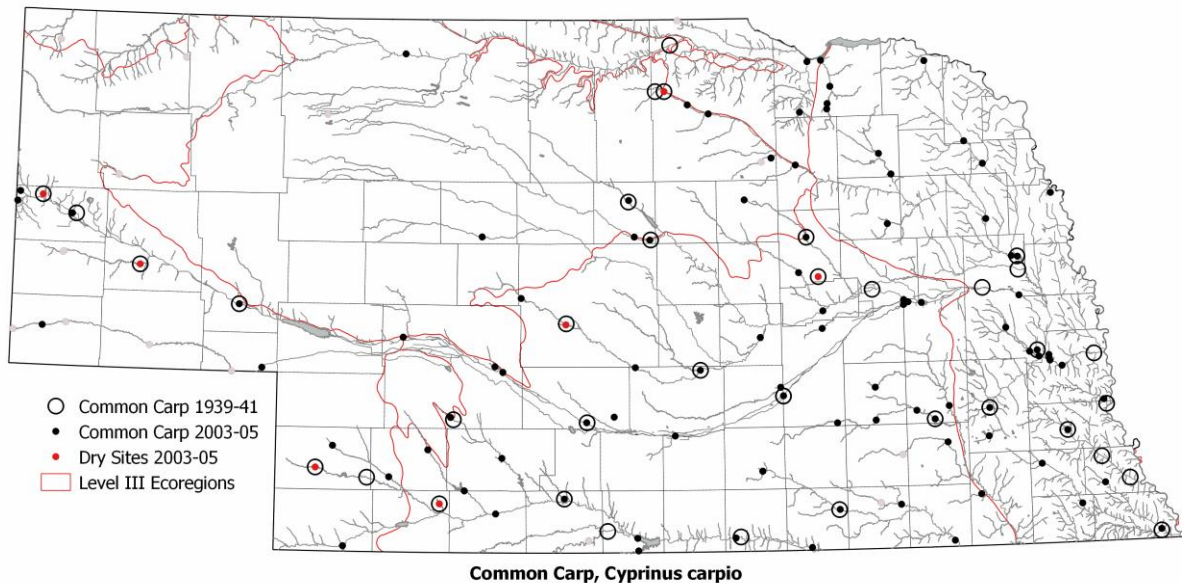 Common Carp 1939-41
Common Carp 2003-05
Dry Sites 2003-05
Level III Ecoregions
Common Carp, Cyprinus carpio